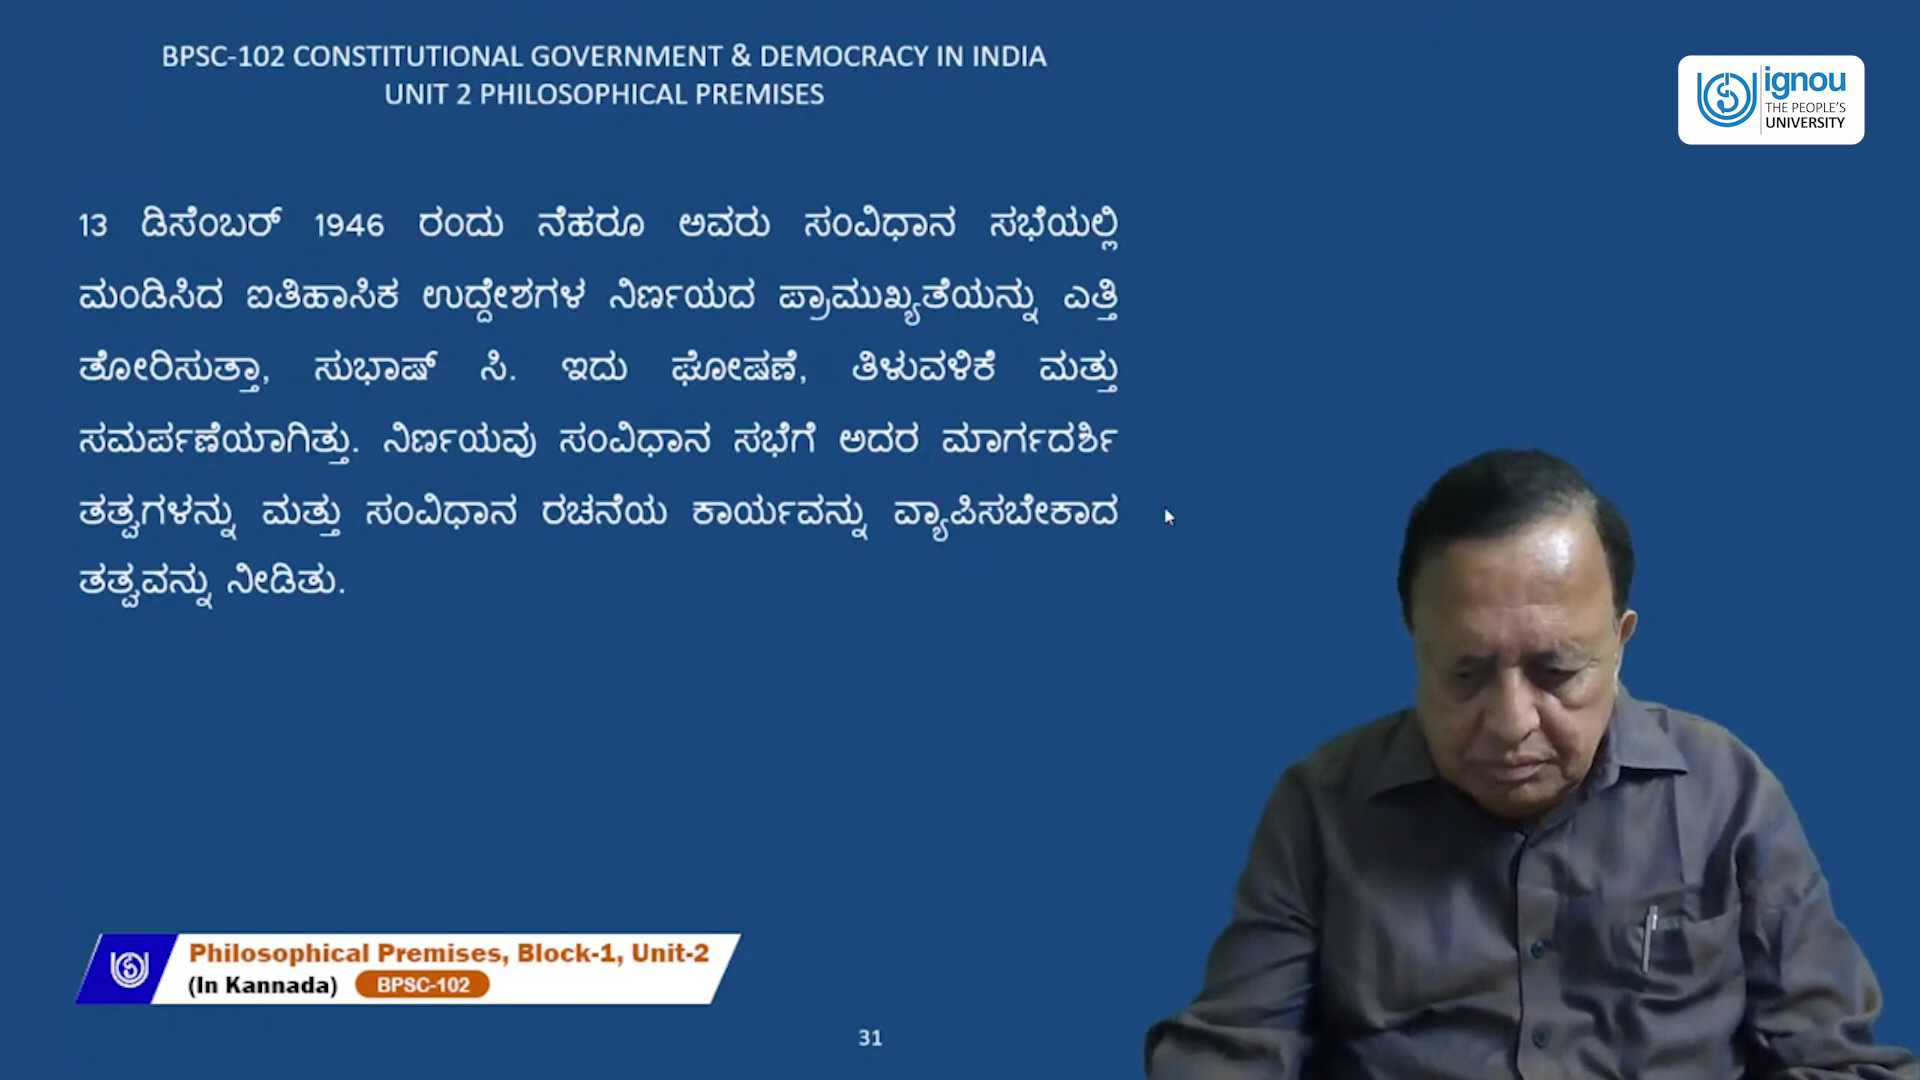 BPSC-102 CONSTITUTIONAL GOVERNMENT & DEMOCRACY IN INDIA
UNIT 2 PHILOSOPHICAL PREMISES
ignou
THE PEOPLE'S
UNIVERSITY
13 ಡಿಸೆಂಬರ್ 1946 ರಂದು ನೆಹರೂ ಅವರು ಸಂವಿಧಾನ ಸಭೆಯಲ್ಲಿ
ಮಂಡಿಸಿದ ಐತಿಹಾಸಿಕ ಉದ್ದೇಶಗಳ ನಿರ್ಣಯದ ಪ್ರಾಮುಖ್ಯತೆಯನ್ನು ಎತ್ತಿ
ತೋರಿಸುತ್ತಾ, ಸುಭಾಷ್ ಸಿ. ಇದು ಘೋಷಣೆ, ತಿಳುವಳಿಕೆ ಮತ್ತು
ಸಮರ್ಪಣೆಯಾಗಿತ್ತು. ನಿರ್ಣಯವು ಸಂವಿಧಾನ ಸಭೆಗೆ ಅದರ ಮಾರ್ಗದರ್ಶಿ
ತತ್ವಗಳನ್ನು ಮತ್ತು ಸಂವಿಧಾನ ರಚನೆಯ ಕಾರ್ಯವನ್ನು ವ್ಯಾಪಿಸಬೇಕಾದ
ತತ್ವವನ್ನು ನೀಡಿತು.
Philosophical Premises, Block-1, Unit-2
(In Kannada) BPSC-102
31